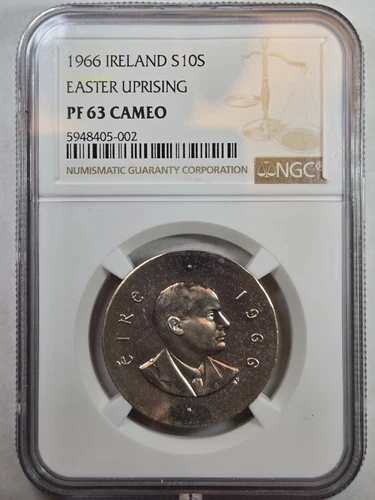 1966 IRELAND S10S
EASTER UPRISING
PF 63 CAMEO
5948405-002
NUMISMATIC GUARANTY CORPORATION
NGC
éire 1966